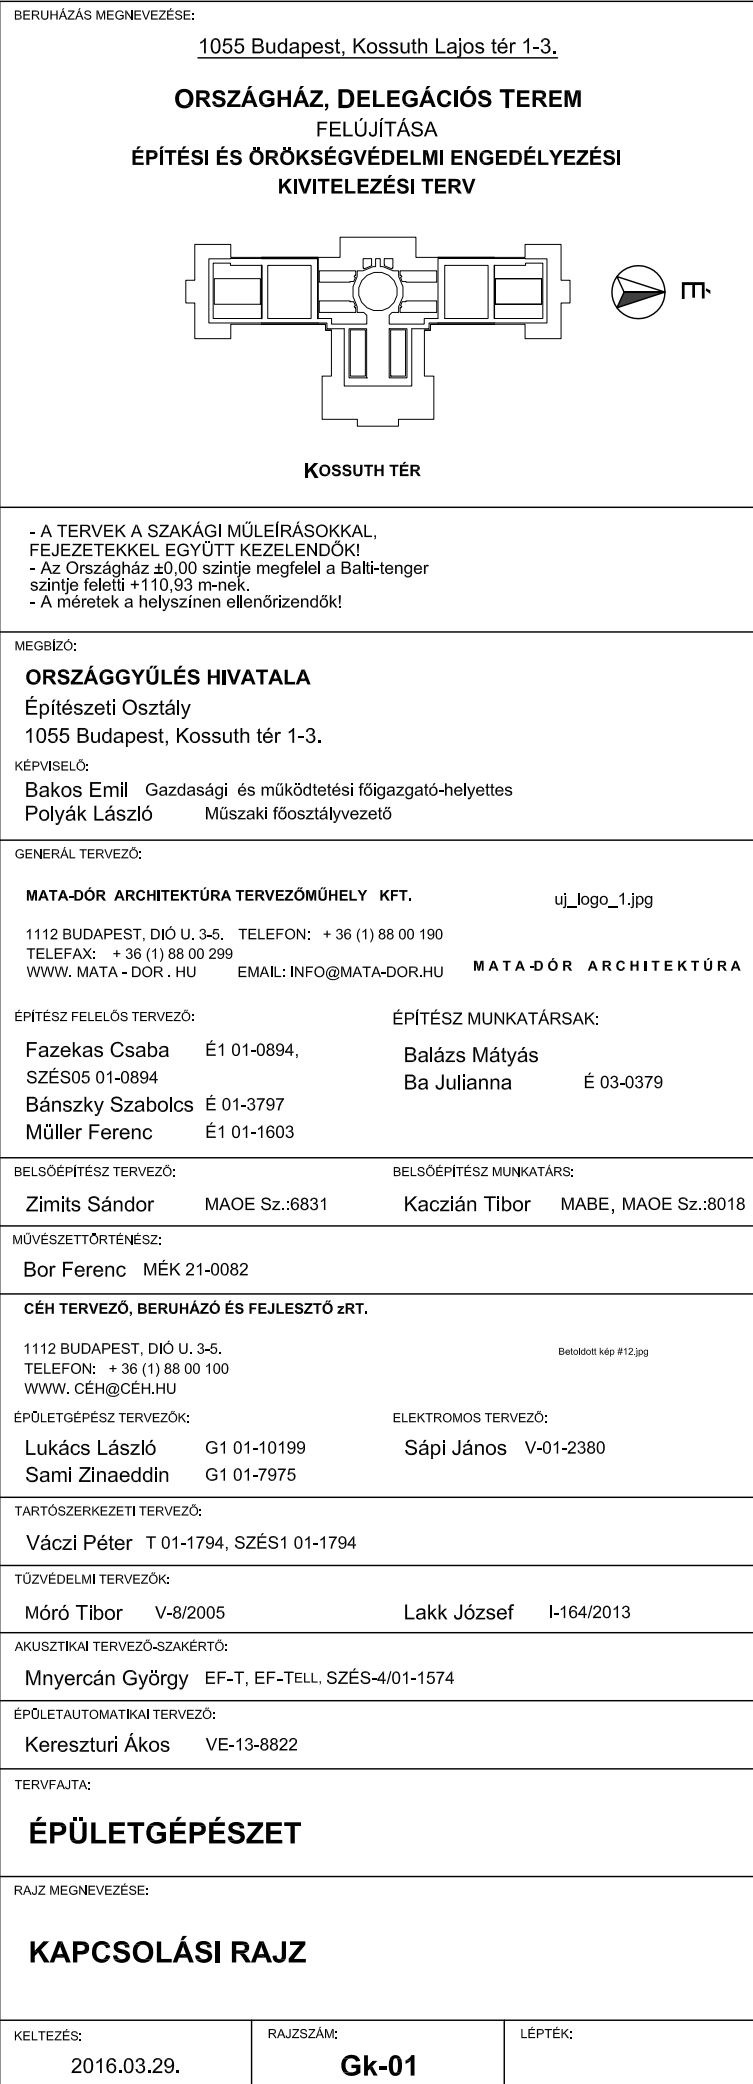 BERUHÁZÁS MEGNEVEZÉSE:
1055 Budapest, Kossuth Lajos tér 1-3.
ORSZÁGHÁZ, DELEGÁCIÓS TEREM
FELÚJÍTÁSA
ÉPÍTÉSI ÉS ÖRÖKSÉGVÉDELMI ENGEDÉLYEZÉSI
KIVITELEZÉSI TERV
É
KOSSUTH TÉR
- A TERVEK A SZAKÁGI MŰLEÍRÁSOKKAL,
FEJEZETEKKEL EGYÜTT KEZELENDŐK!
- Az Országház ±0,00 szintje megfelel a Balti-tenger
szintje feletti +110,93 m-nek.
- A méretek a helyszínen ellenőrizendők!
MEGBÍZÓ:
ORSZÁGGYŰLÉS HIVATALA
Építészeti Osztály
1055 Budapest, Kossuth tér 1-3.
KÉPVISELŐ:
Bakos Emil Gazdasági és működtetési főigazgató-helyettes
Polyák László Műszaki főosztályvezető
GENERÁL TERVEZŐ:
MATA-DÓR ARCHITEKTÚRA TERVEZŐMŰHELY KFT.
uj_logo_1.jpg
1112 BUDAPEST, DIÓ U. 3-5. TELEFON: + 36 (1) 88 00 190
TELEFAX: + 36 (1) 88 00 299
WWW. MATA - DOR . HU EMAIL: INFO@MATA-DOR.HU
MATA-DÓR ARCHITEKTÚRA
ÉPÍTÉSZ FELELŐS TERVEZŐ:
Fazekas Csaba É1 01-0894,
SZÉS05 01-0894
Bánszky Szabolcs É 01-3797
Müller Ferenc É1 01-1603
ÉPÍTÉSZ MUNKATÁRSAK:
Balázs Mátyás
Ba Julianna É 03-0379
BELSŐÉPÍTÉSZ TERVEZŐ:
Zimits Sándor MAOE Sz.:6831
BELSŐÉPÍTÉSZ MUNKATÁRS:
Kaczián Tibor MABE, MAOE Sz.:8018
MŰVÉSZETTÖRTÉNÉSZ:
Bor Ferenc MÉK 21-0082
CÉH TERVEZŐ, BERUHÁZÓ ÉS FEJLESZTŐ zRT.
1112 BUDAPEST, DIÓ U. 3-5.
TELEFON: + 36 (1) 88 00 100
WWW. CÉH@CÉH.HU
Betoldott kép #12.jpg
ÉPÜLETGÉPÉSZ TERVEZŐK:
Lukács László G1 01-10199
Sami Zinaeddin G1 01-7975
ELEKTROMOS TERVEZŐ:
Sápi János V-01-2380
TARTÓSZERKEZETI TERVEZŐ:
Váczi Péter T 01-1794, SZÉS1 01-1794
TŰZVÉDELMI TERVEZŐK:
Móró Tibor V-8/2005 Lakk József I-164/2013
AKUSZTIKAI TERVEZŐ-SZAKÉRTŐ:
Mnyercán György EF-T, EF-TELL, SZÉS-4/01-1574
ÉPÜLETAUTOMATIKAI TERVEZŐ:
Kereszturi Ákos VE-13-8822
TERVFAJTA:
ÉPÜLETGÉPÉSZET
RAJZ MEGNEVEZÉSE:
KAPCSOLÁSI RAJZ
KELTEZÉS:
2016.03.29.
RAJZSZÁM:
Gk-01
LÉPTÉK: